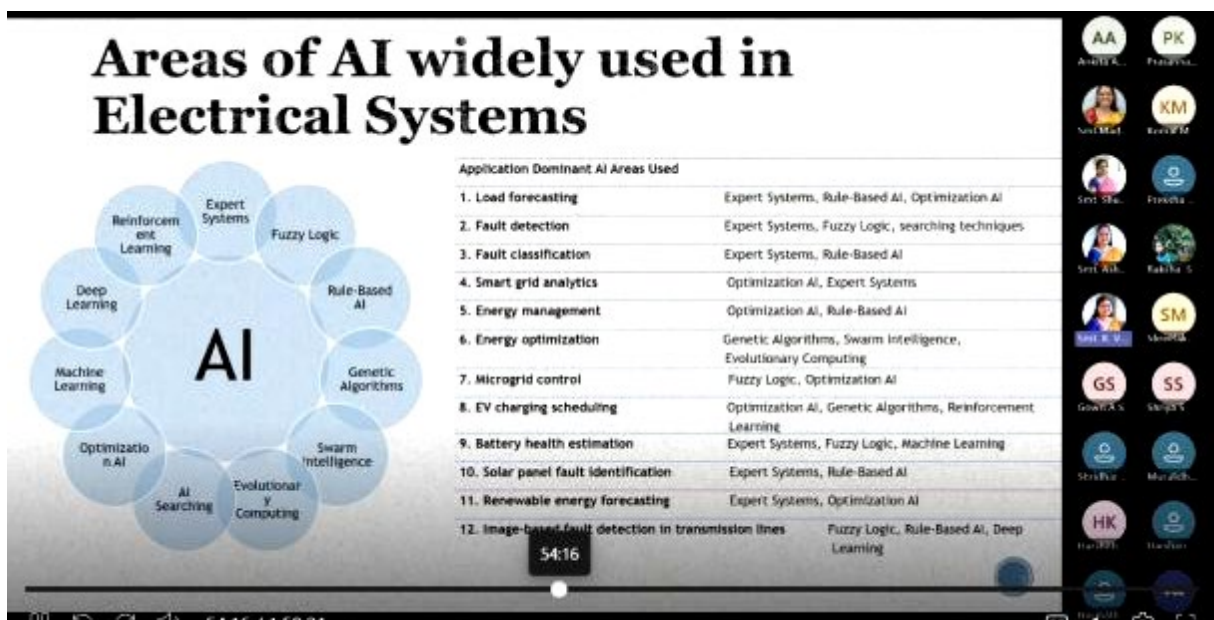 Areas of AI widely used in
Electrical Systems
Expert
Systems
Fuzzy Logic
Rule-Based
AI
Genetic
Algorithms
Swarm
Intelligence
Evolutionar
y
Computing
AI
Searching
Optimizatio
n AI
Machine
Learning
Deep
Learning
Reinforcem
ent
Learning
AI
Application Dominant AI Areas Used
1. Load forecasting Expert Systems, Rule-Based AI, Optimization AI
2. Fault detection Expert Systems, Fuzzy Logic, searching techniques
3. Fault classification Expert Systems, Rule-Based AI
4. Smart grid analytics Optimization AI, Expert Systems
5. Energy management Optimization AI, Rule-Based AI
6. Energy optimization Genetic Algorithms, Swarm Intelligence,
Evolutionary Computing
7. Microgrid control Fuzzy Logic, Optimization AI
8. EV charging scheduling Optimization AI, Genetic Algorithms, Reinforcement
Learning
9. Battery health estimation Expert Systems, Fuzzy Logic, Machine Learning
10. Solar panel fault identification Expert Systems, Rule-Based AI
11. Renewable energy forecasting Expert Systems, Optimization AI
12. Image-based fault detection in transmission lines Fuzzy Logic, Rule-Based AI, Deep
Learning
54:16
AA PK
KM
SM
GS SS
HK